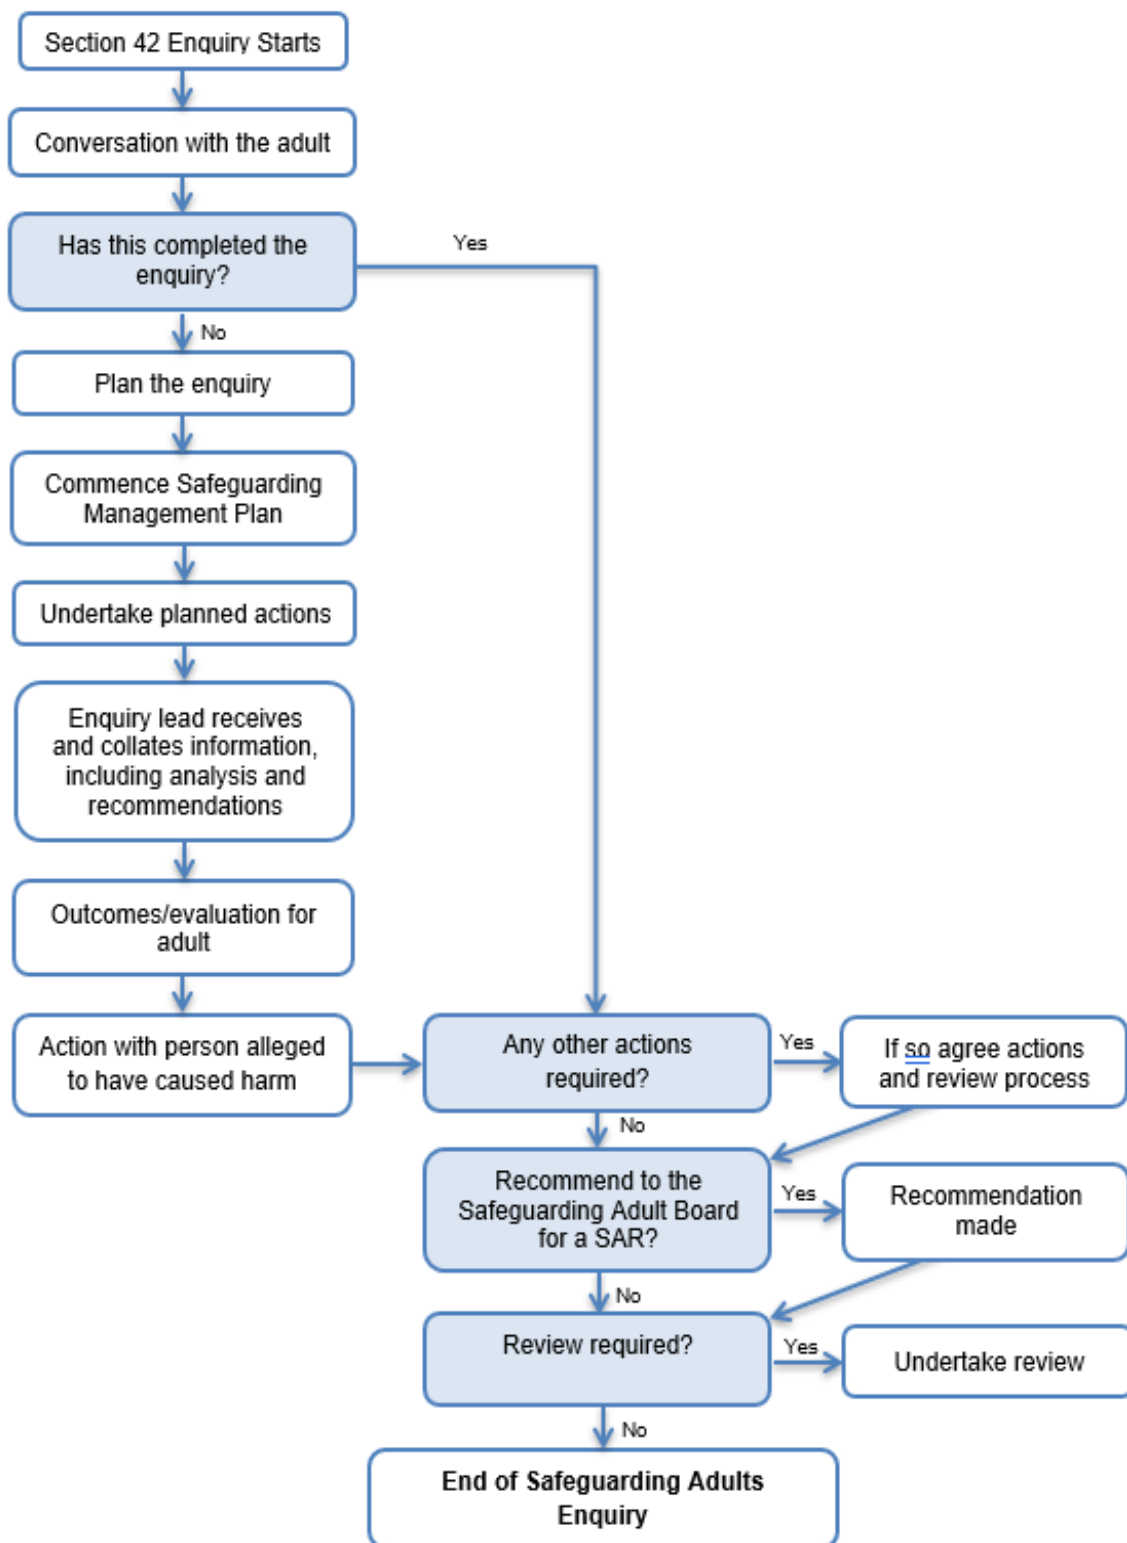 Section 42 Enquiry Starts
Conversation with the adult
Has this completed the
enquiry?
Yes
No
Plan the enquiry
Commence Safeguarding
Management Plan
Undertake planned actions
Enquiry lead receives
and collates information,
including analysis and
recommendations
Outcomes/evaluation for
adult
Action with person alleged
to have caused harm
Any other actions
required?
Yes
If so agree actions
and review process
No
Recommend to the
Safeguarding Adult Board
for a SAR?
Yes
Recommendation
made
No
Review required?
Yes
Undertake review
No
End of Safeguarding Adults
Enquiry